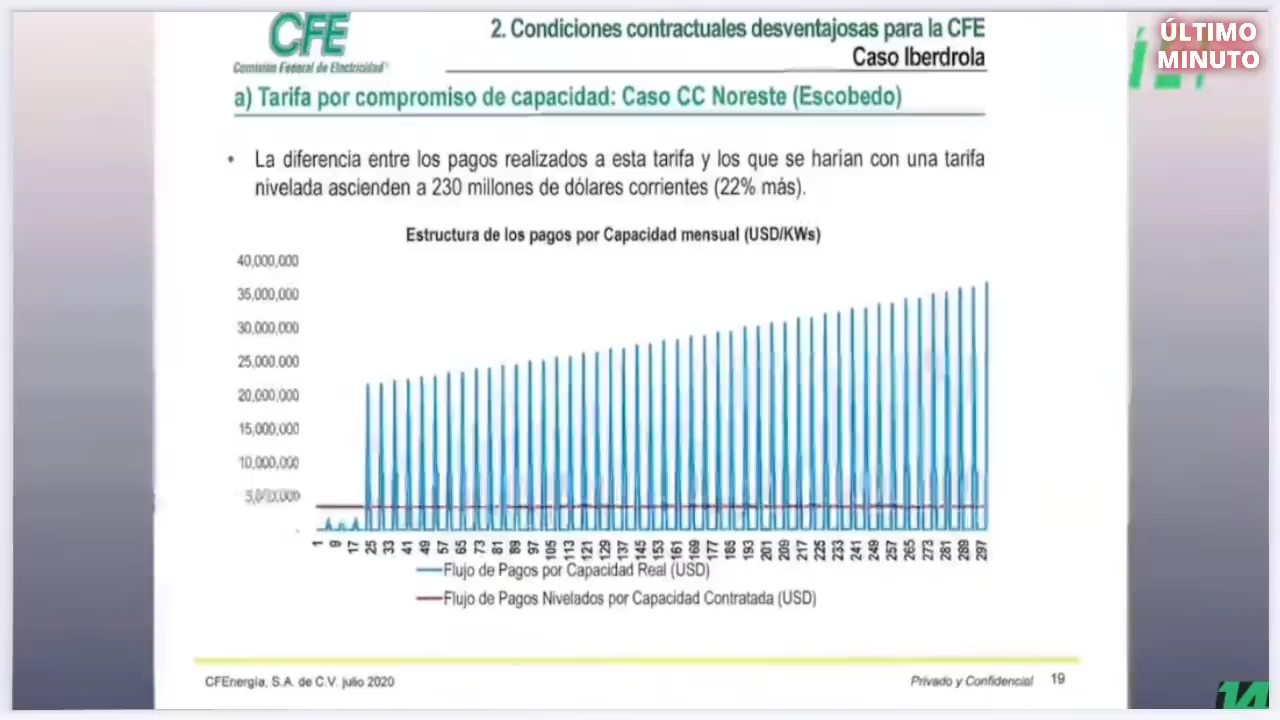 CFE
Comisión Federal de Electricidad
2. Condiciones contractuales desventajosas para la CFE
Caso Iberdrola
ÚLTIMO
MINUTO
a) Tarifa por compromiso de capacidad: Caso CC Noreste (Escobedo)
• La diferencia entre los pagos realizados a esta tarifa y los que se harían con una tarifa
nivelada ascienden a 230 millones de dólares corrientes (22% más).
Estructura de los pagos por Capacidad mensual (USD/KWs)
40,000,000
35,000,000
30,000,000
25,000,000
20,000,000
15,000,000
10,000,000
5,000,000
-
1 9 17 25 33 41 49 57 65 73 81 89 97 105 113 121 129 137 145 153 161 169 177 185 193 201 209 217 225 233 241 249 257 265 273 281 289 297
Flujo de Pagos por Capacidad Real (USD)
Flujo de Pagos Nivelados por Capacidad Contratada (USD)
CFEnergía, S.A. de C.V. julio 2020
Privado y Confidencial 19
14